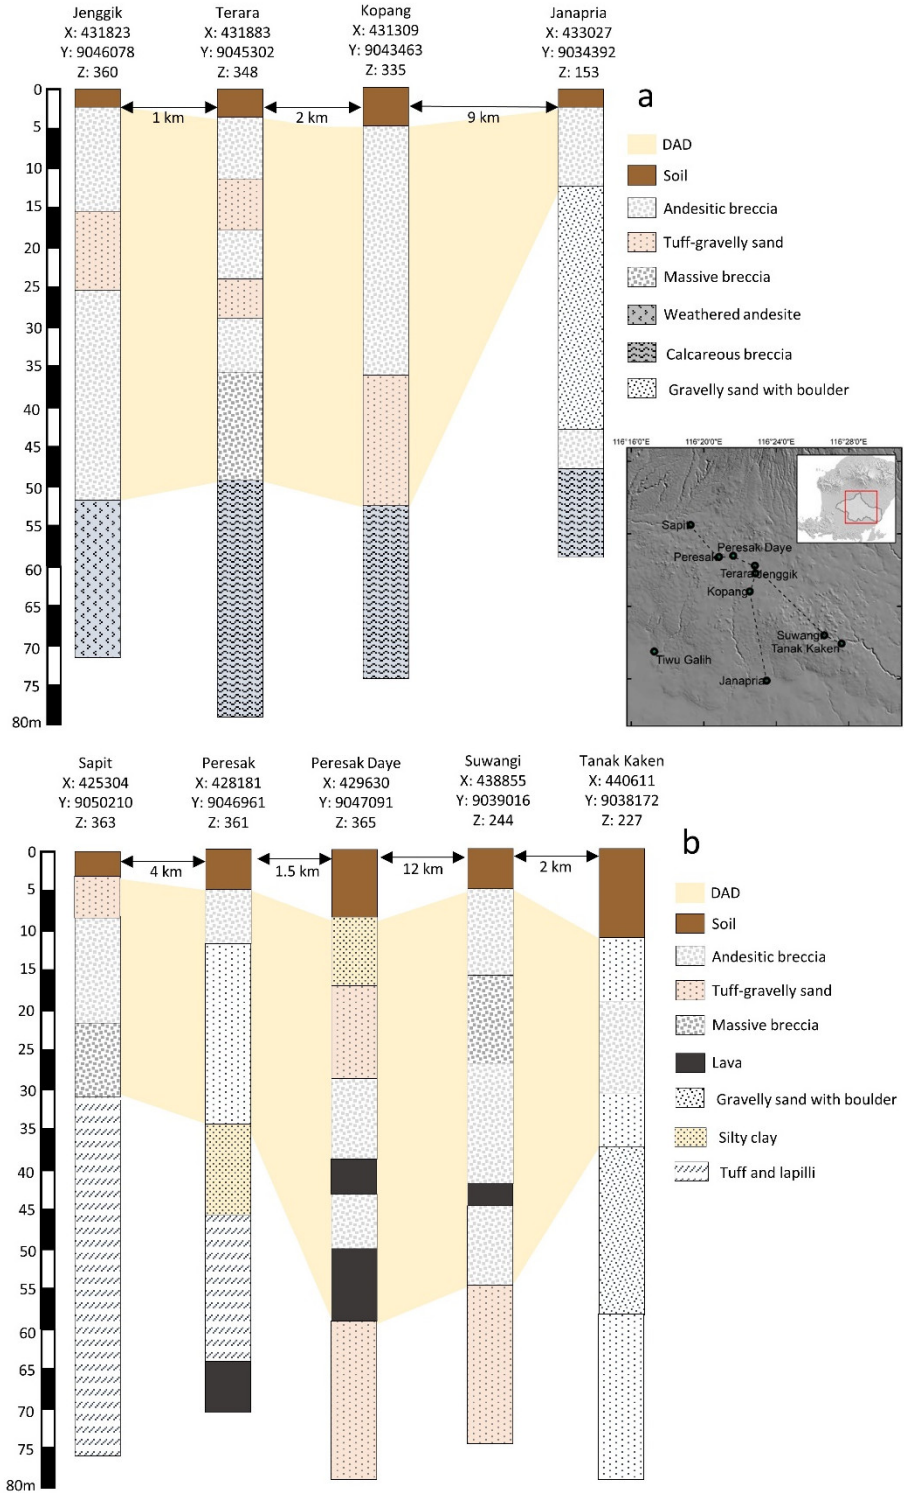 Jenggik
X: 431823
Y: 9046078
Z: 360
Terara
X: 431883
Y: 9045302
Z: 348
Kopang
X: 431309
Y: 9043463
Z: 335
Janapria
X: 433027
Y: 9034392
Z: 153
1 km
2 km
9 km
0
5
10
15
20
25
30
35
40
45
50
55
60
65
70
75
80m
a
DAD
Soil
Andesitic breccia
Tuff-gravelly sand
Massive breccia
Weathered andesite
Calcareous breccia
Gravelly sand with boulder
116°16'0"E
116°20'0"E
116°24'0"E
116°28'0"E
Sapit
Peresak
Peresak Daye
Terara
Jenggik
Kopang
Suwangi
Tanak Kaken
Tiwu Galih
Janapria
Sapit
X: 425304
Y: 9050210
Z: 363
Peresak
X: 428181
Y: 9046961
Z: 361
Peresak Daye
X: 429630
Y: 9047091
Z: 365
Suwangi
X: 438855
Y: 9039016
Z: 244
Tanak Kaken
X: 440611
Y: 9038172
Z: 227
4 km
1.5 km
12 km
2 km
0
5
10
15
20
25
30
35
40
45
50
55
60
65
70
75
80m
b
DAD
Soil
Andesitic breccia
Tuff-gravelly sand
Massive breccia
Lava
Gravelly sand with boulder
Silty clay
Tuff and lapilli